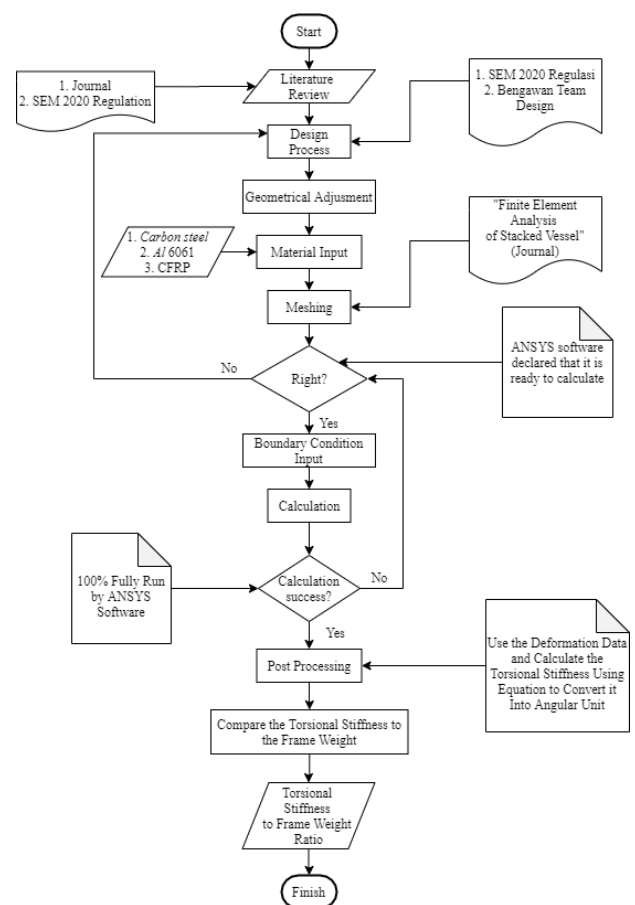 Start
1. Journal
2. SEM 2020 Regulation
Literature
Review
1. SEM 2020 Regulasi
2. Bengawan Team
Design
Design
Process
Geometrical Adjusment
1. Carbon steel
2. Al 6061
3. CFRP
Material Input
"Finite Element
Analysis
of Stacked Vessel"
(Journal)
Meshing
ANSYS software
declared that it is
ready to calculate
No
Right?
Yes
Boundary Condition
Input
Calculation
100% Fully Run
by ANSYS
Software
Calculation
success?
No
Yes
Post Processing
Use the Deformation Data
and Calculate the
Torsional Stiffness Using
Equation to Convert it
Into Angular Unit
Compare the Torsional Stiffness to
the Frame Weight
Torsional
Stiffness
to Frame Weight
Ratio
Finish